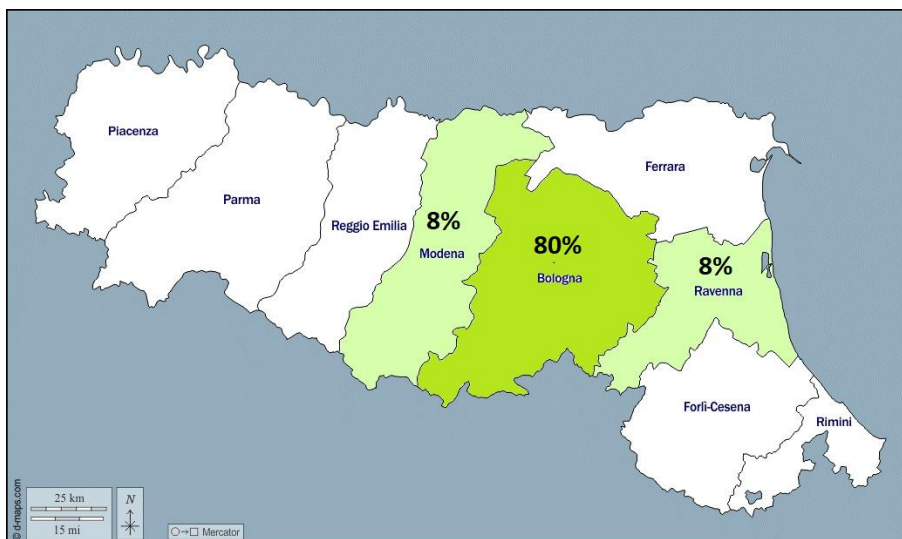 Piacenza
Parma
Reggio Emilia
8%
Modena
80%
Bologna
Ferrara
8%
Ravenna
Forlì-Cesena
Rimini
25 km
15 mi
N
Mercator
© d-maps.com